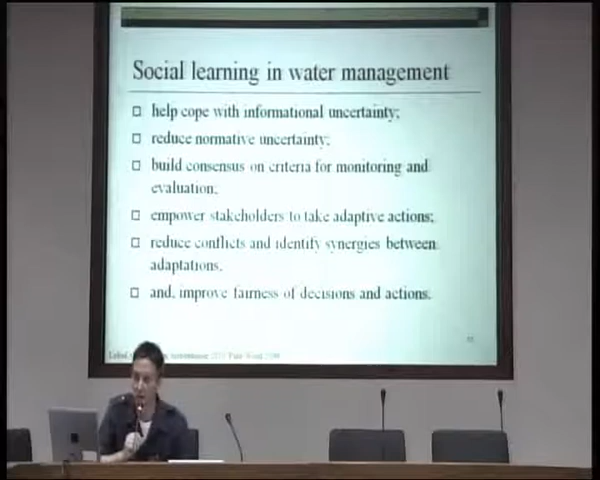 Social learning in water management
help cope with informational uncertainty;
reduce normative uncertainty;
build consensus on criteria for monitoring and
evaluation;
empower stakeholders to take adaptive actions;
reduce conflicts and identify synergies between
adaptations,
and, improve fairness of decisions and actions.